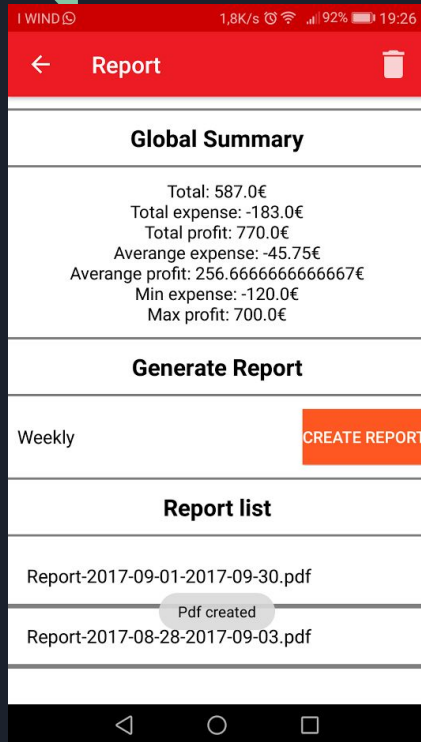 I WIND 1,8K/s 92% 19:26
Report
Global Summary
Total: 587.0€
Total expense: -183.0€
Total profit: 770.0€
Averange expense: -45.75€
Averange profit: 256.6666666666667€
Min expense: -120.0€
Max profit: 700.0€
Generate Report
Weekly CREATE REPORT
Report list
Report-2017-09-01-2017-09-30.pdf
Pdf created
Report-2017-08-28-2017-09-03.pdf